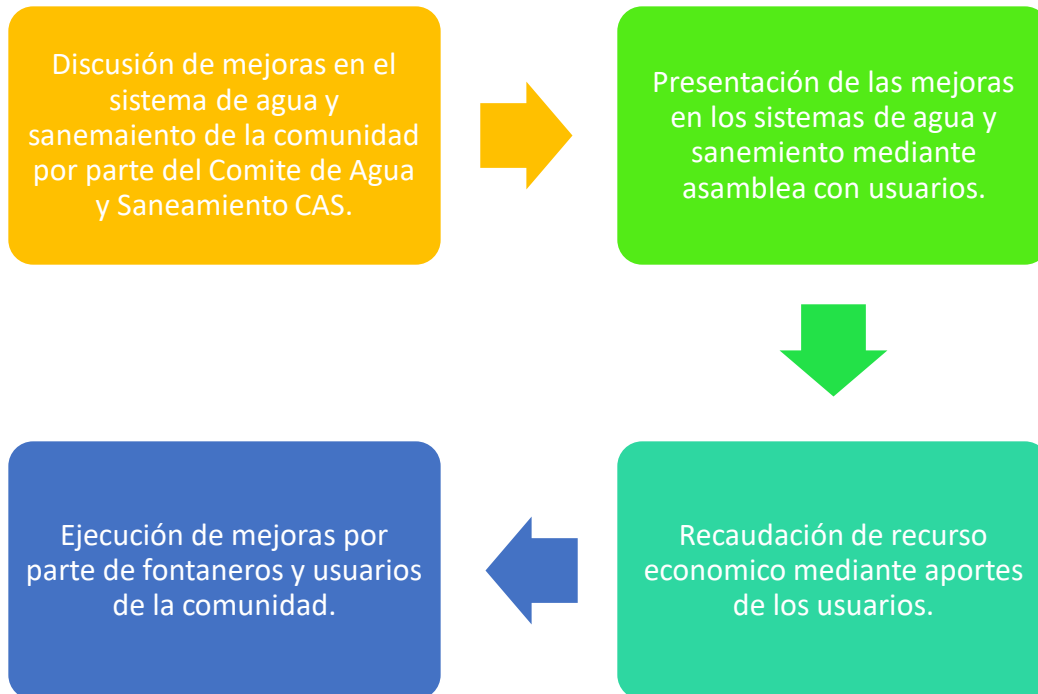 Discusión de mejoras en el
sistema de agua y
sanemaiento de la comunidad
por parte del Comite de Agua
y Saneamiento CAS.
Presentación de las mejoras
en los sistemas de agua y
sanemiento mediante
asamblea con usuarios.
Recaudación de recurso
economico mediante aportes
de los usuarios.
Ejecución de mejoras por
parte de fontaneros y usuarios
de la comunidad.